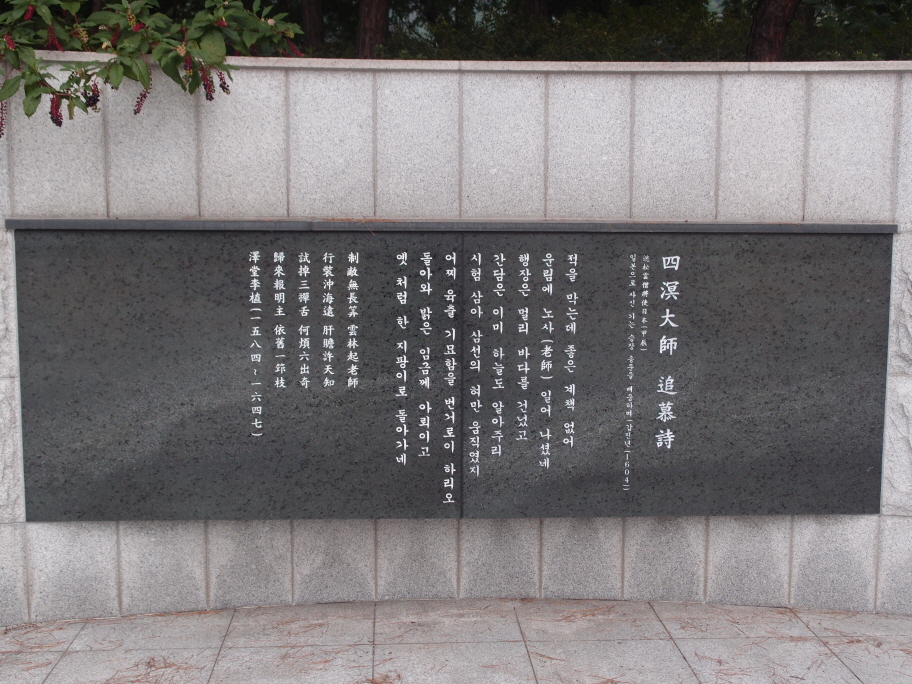 四溟大師 追慕詩
送松雲僧將使日本(甲辰)
일본으로 사신 가는 승장 송운을 배웅하며(갑진년(1604)
적을 막는데 좋은 계책 없어
운림에 노사(老師) 일어 나셨네
행장은 멀리 바다를 건넜고
간담은 이미 하늘도 알아주리
시험 삼아 삼선의 혀만 움직였지
어찌 육출 기묘함을 번거로이 하리오
돌아와 밝은 임금께 아뢰이고
옛 처럼 한 지팡이로 돌아가네
制敵無長筭 雲林起老師
行裝沖海遠 肝膽許天知
試掉三禪舌 何煩六出奇
歸來報明主 依舊一筇枝
澤堂李植(一五八四~一六四七)